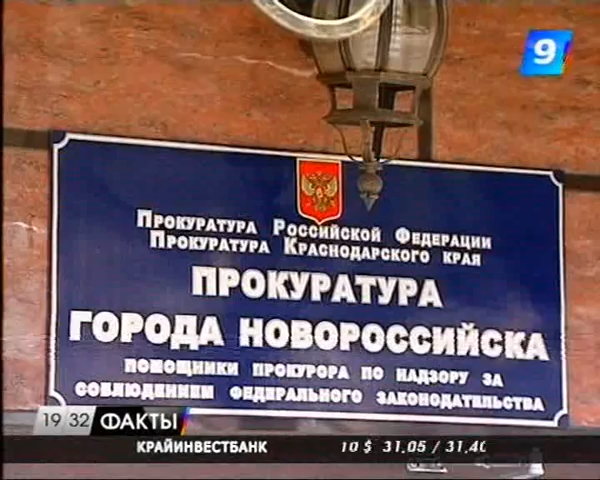 9
Прокуратура Российской Федерации
Прокуратура Краснодарского края
ПРОКУРАТУРА
ГОРОДА НОВОРОССИЙСКА
ПОМОЩНИКИ ПРОКУРОРА ПО НАДЗОРУ ЗА
СОБЛЮДЕНИЕМ ФЕДЕРАЛЬНОГО ЗАКОНОДАТЕЛЬСТВА
19 32 ФАКТЫ
КРАЙИНВЕСТБАНК 10 $ 31,05 / 31,40